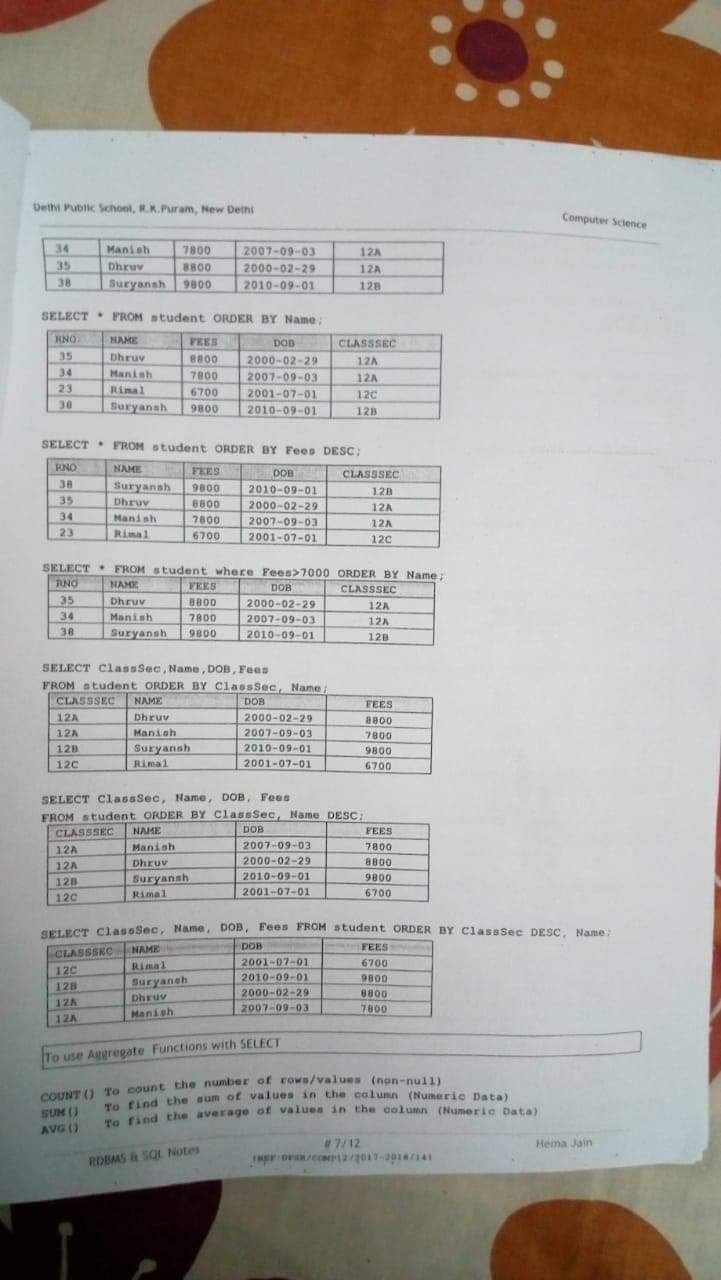 Delhi Public School, R.K.Puram, New Delhi Computer Science
34 Manish 7800 2007-09-03 12A
35 Dhruv 8800 2000-02-29 12A
38 Suryansh 9800 2010-09-01 12B
SELECT * FROM student ORDER BY Name;
RNO NAME FEES DOB CLASSSEC
35 Dhruv 8800 2000-02-29 12A
34 Manish 7800 2007-09-03 12A
23 Rimal 6700 2001-07-01 12C
38 Suryansh 9800 2010-09-01 12B
SELECT * FROM student ORDER BY Fees DESC;
RNO NAME FEES DOB CLASSSEC
38 Suryansh 9800 2010-09-01 12B
35 Dhruv 8800 2000-02-29 12A
34 Manish 7800 2007-09-03 12A
23 Rimal 6700 2001-07-01 12C
SELECT * FROM student where Fees>7000 ORDER BY Name;
RNO NAME FEES DOB CLASSSEC
35 Dhruv 8800 2000-02-29 12A
34 Manish 7800 2007-09-03 12A
38 Suryansh 9800 2010-09-01 12B
SELECT ClassSec,Name,DOB,Fees
FROM student ORDER BY ClassSec, Name;
CLASSSEC NAME DOB FEES
12A Dhruv 2000-02-29 8800
12A Manish 2007-09-03 7800
12B Suryansh 2010-09-01 9800
12C Rimal 2001-07-01 6700
SELECT ClassSec, Name, DOB, Fees
FROM student ORDER BY ClassSec, Name DESC;
CLASSSEC NAME DOB FEES
12A Manish 2007-09-03 7800
12A Dhruv 2000-02-29 8800
12B Suryansh 2010-09-01 9800
12C Rimal 2001-07-01 6700
SELECT ClassSec, Name, DOB, Fees FROM student ORDER BY ClassSec DESC, Name;
CLASSSEC NAME DOB FEES
12C Rimal 2001-07-01 6700
12B Suryansh 2010-09-01 9800
12A Dhruv 2000-02-29 8800
12A Manish 2007-09-03 7800
To use Aggregate Functions with SELECT
COUNT() To count the number of rows/values (non-null)
SUM() To find the sum of values in the column (Numeric Data)
AVG() To find the average of values in the column (Numeric Data)
RDBMS & SQL Notes # 7/12 Hema Jain
COMP12/2017-2018/141